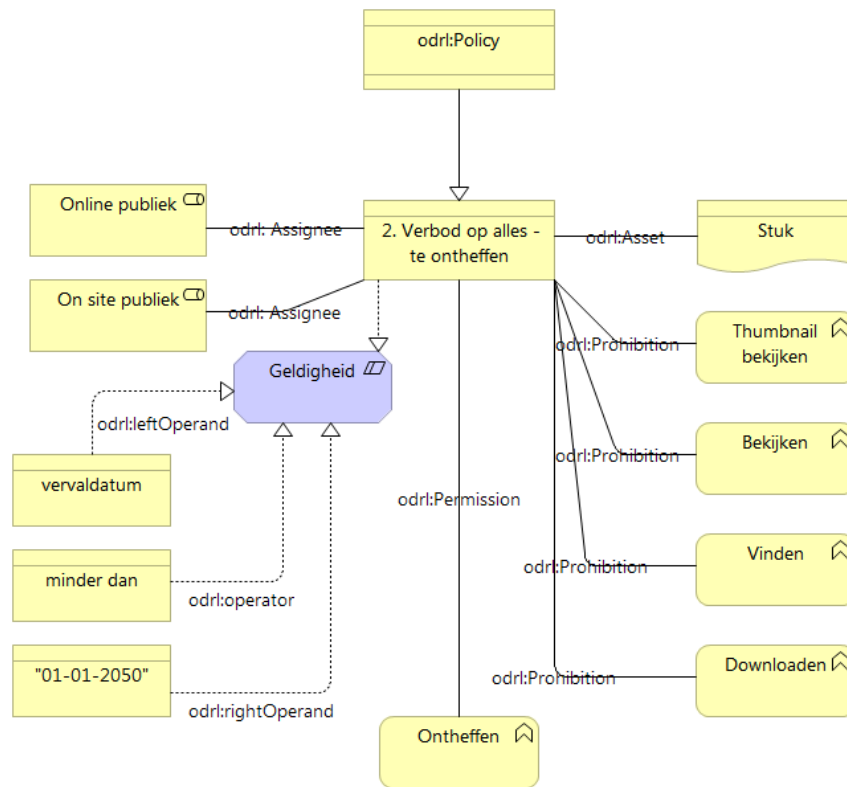 odrl:Policy
Online publiek
odrl: Assignee
2. Verbod op alles -
te ontheffen
odrl:Asset
Stuk
On site publiek
odrl: Assignee
Thumbnail
bekijken
odrl:Prohibition
Geldigheid
odrl:leftOperand
Bekijken
odrl:Prohibition
vervaldatum
odrl:Permission
Vinden
odrl:Prohibition
minder dan
odrl:operator
Downloaden
odrl:Prohibition
"01-01-2050"
odrl:rightOperand
Ontheffen